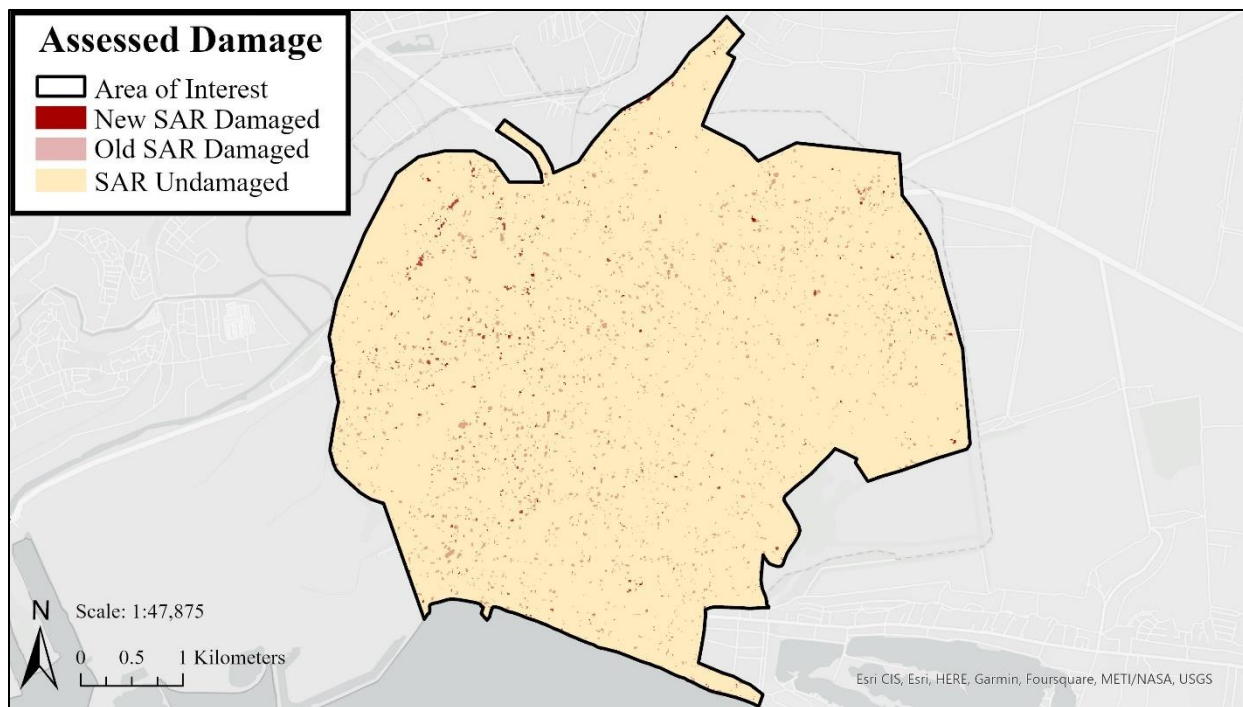 Assessed Damage
Area of Interest
New SAR Damaged
Old SAR Damaged
SAR Undamaged
N
Scale: 1:47,875
0 0.5 1 Kilometers
Esri CIS, Esri, HERE, Garmin, Foursquare, METI/NASA, USGS